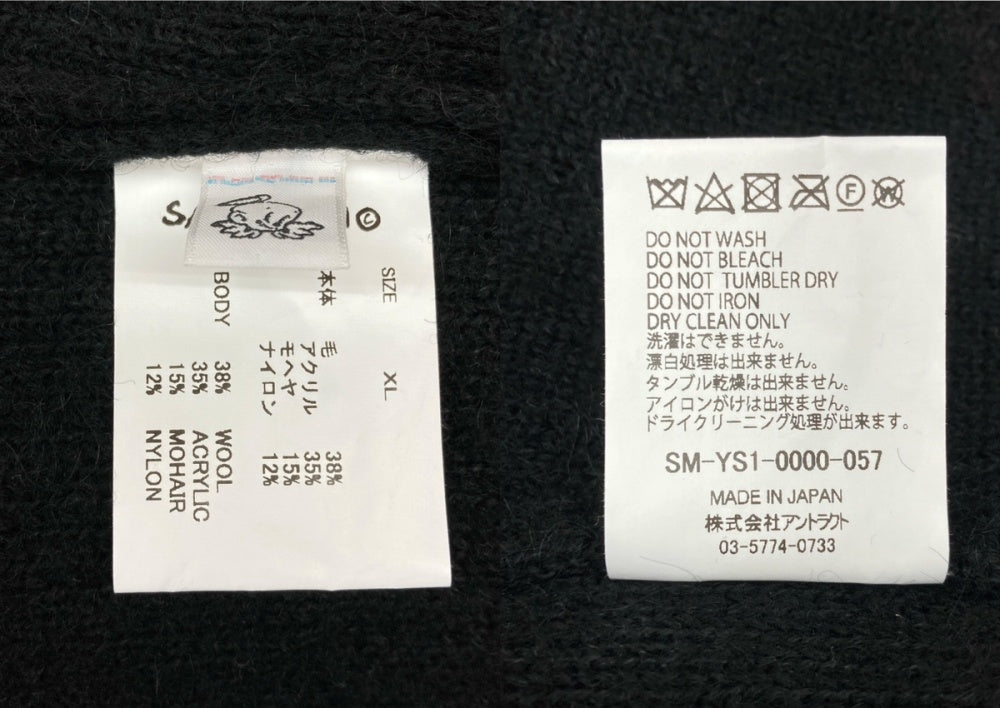 SIZE XL
本体 毛 38%
アクリル 35%
モヘヤ 15%
ナイロン 12%
BODY 38% WOOL
35% ACRYLIC
15% MOHAIR
12% NYLON
F
W
DO NOT WASH
DO NOT BLEACH
DO NOT TUMBLER DRY
DO NOT IRON
DRY CLEAN ONLY
洗濯はできません。
漂白処理は出来ません。
タンブル乾燥は出来ません。
アイロンがけは出来ません。
ドライクリーニング処理が出来ます。
SM-YS1-0000-057
MADE IN JAPAN
株式会社アントラクト
03-5774-0733